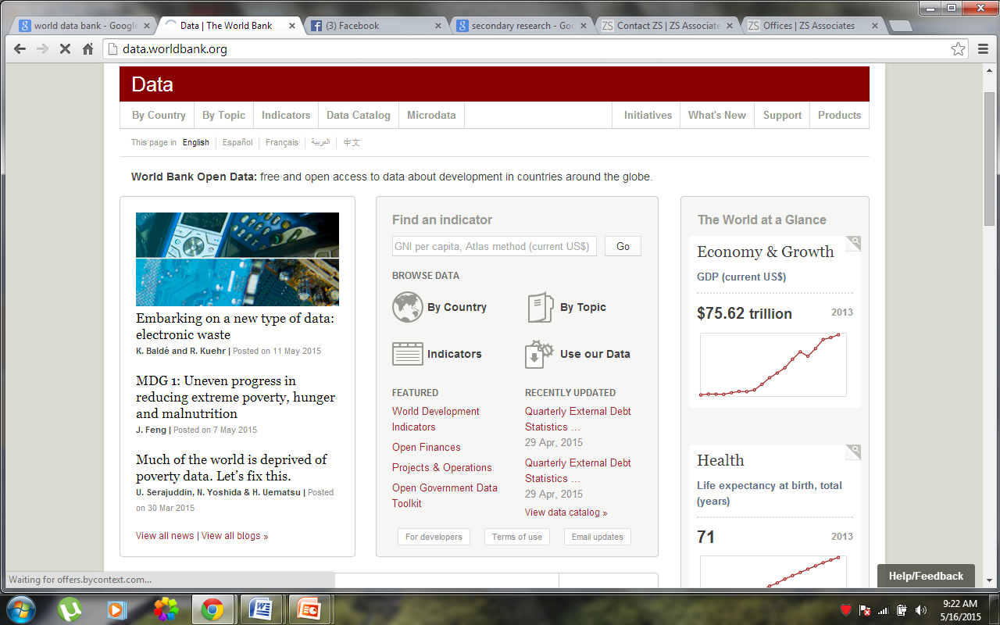 world data bank - Google
Data | The World Bank
(3) Facebook
secondary research - Goo
Contact ZS | ZS Associate
Offices | ZS Associates
data.worldbank.org
Data
By Country
By Topic
Indicators
Data Catalog
Microdata
Initiatives
What's New
Support
Products
This page in English Español Français العربية 中文
World Bank Open Data: free and open access to data about development in countries around the globe.
Embarking on a new type of data:
electronic waste
K. Baldé and R. Kuehr | Posted on 11 May 2015
MDG 1: Uneven progress in
reducing extreme poverty, hunger
and malnutrition
J. Feng | Posted on 7 May 2015
Much of the world is deprived of
poverty data. Let's fix this.
U. Serajuddin, N. Yoshida & H. Uematsu | Posted
on 30 Mar 2015
View all news | View all blogs »
Find an indicator
GNI per capita, Atlas method (current US$)
Go
BROWSE DATA
By Country
By Topic
Indicators
Use our Data
FEATURED
World Development
Indicators
Open Finances
Projects & Operations
Open Government Data
Toolkit
RECENTLY UPDATED
Quarterly External Debt
Statistics ...
29 Apr, 2015
Quarterly External Debt
Statistics ...
29 Apr, 2015
View data catalog »
For developers
Terms of use
Email updates
The World at a Glance
Economy & Growth
GDP (current US$)
$75.62 trillion 2013
Health
Life expectancy at birth, total
(years)
71 2013
Help/Feedback
Waiting for offers.bycontext.com...
9:22 AM
5/16/2015